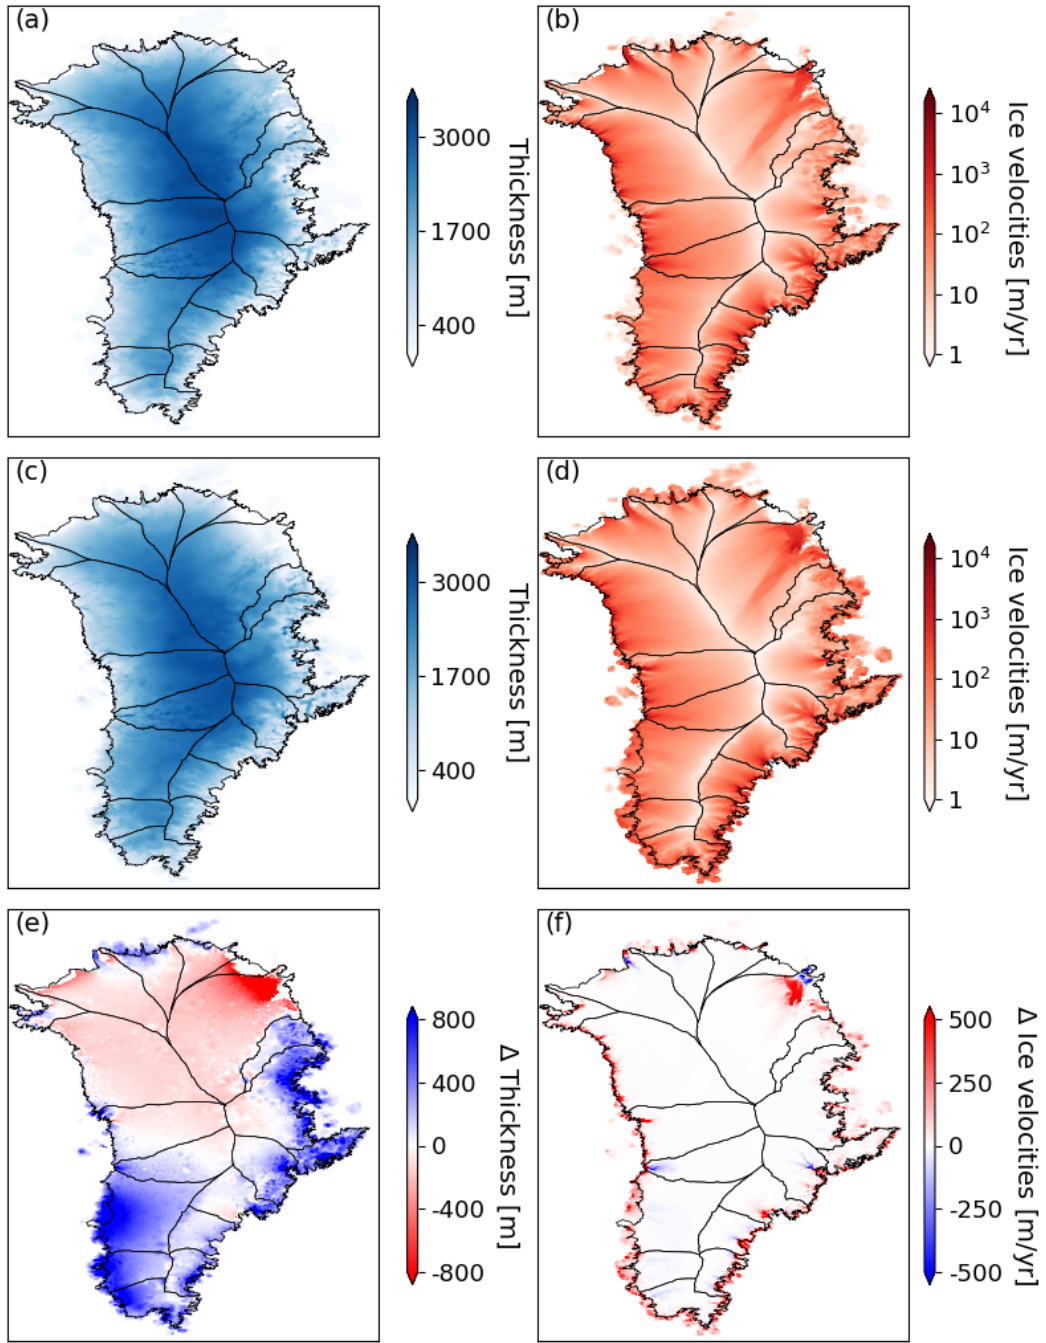 (a)
3000
1700
400
Thickness [m]
(b)
10⁴
10³
10²
10
1
Ice velocities [m/yr]
(c)
3000
1700
400
Thickness [m]
(d)
10⁴
10³
10²
10
1
Ice velocities [m/yr]
(e)
800
400
0
-400
-800
Δ Thickness [m]
(f)
500
250
0
-250
-500
Δ Ice velocities [m/yr]